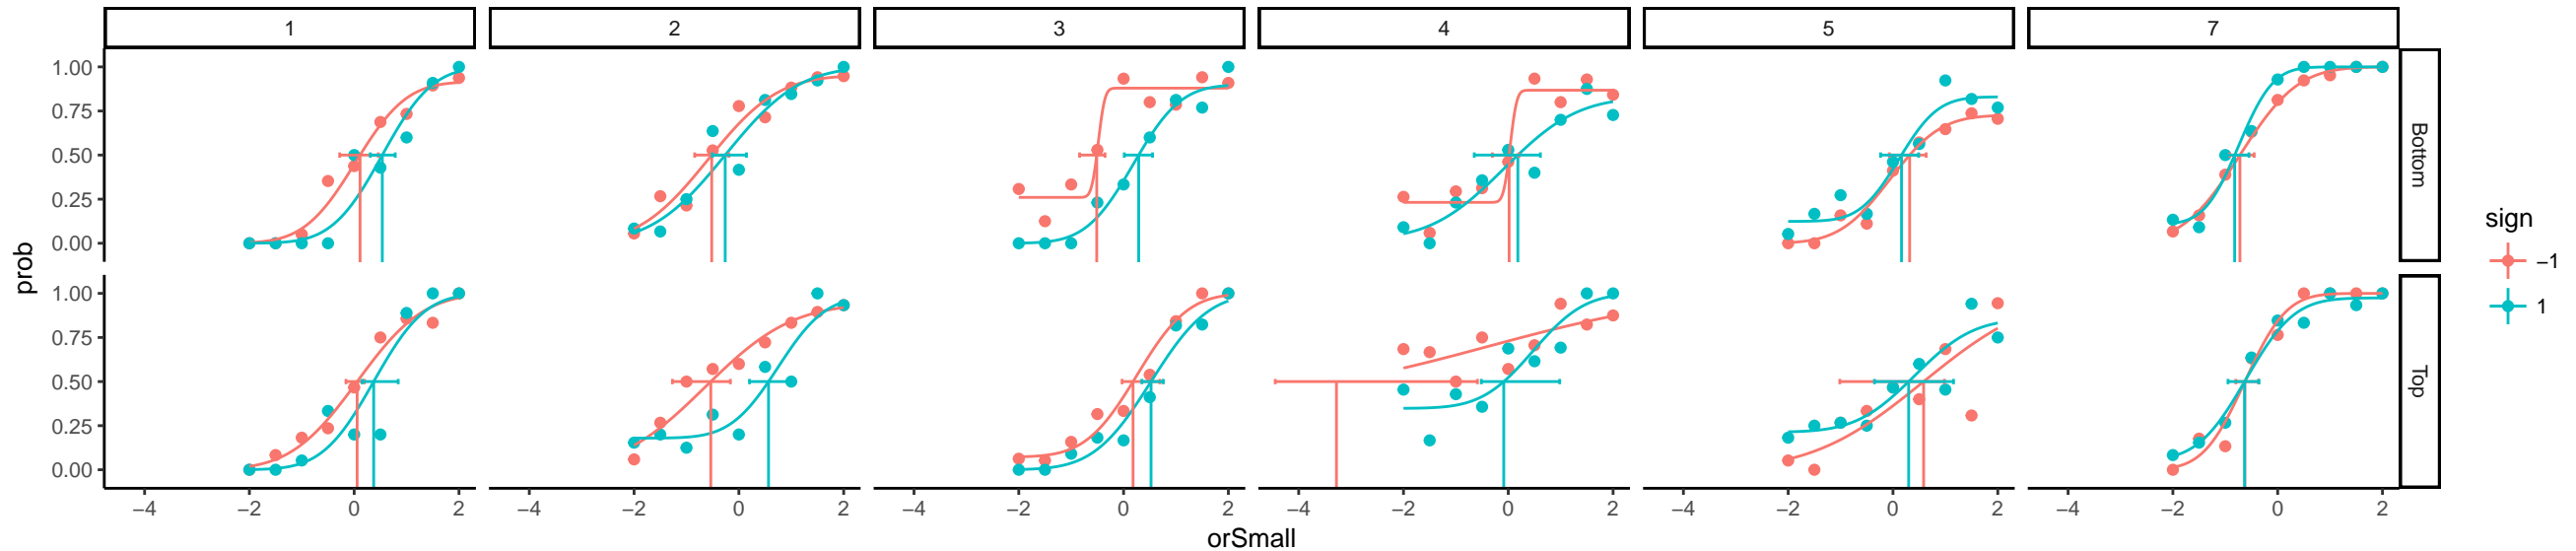 1 2 3 4 5 7
1.00
0.75
0.50
0.25
0.00
Bottom
1.00
0.75
0.50
0.25
0.00
Top
prob
−4 −2 0 2 −4 −2 0 2 −4 −2 0 2 −4 −2 0 2 −4 −2 0 2 −4 −2 0 2
orSmall
sign
−1
1